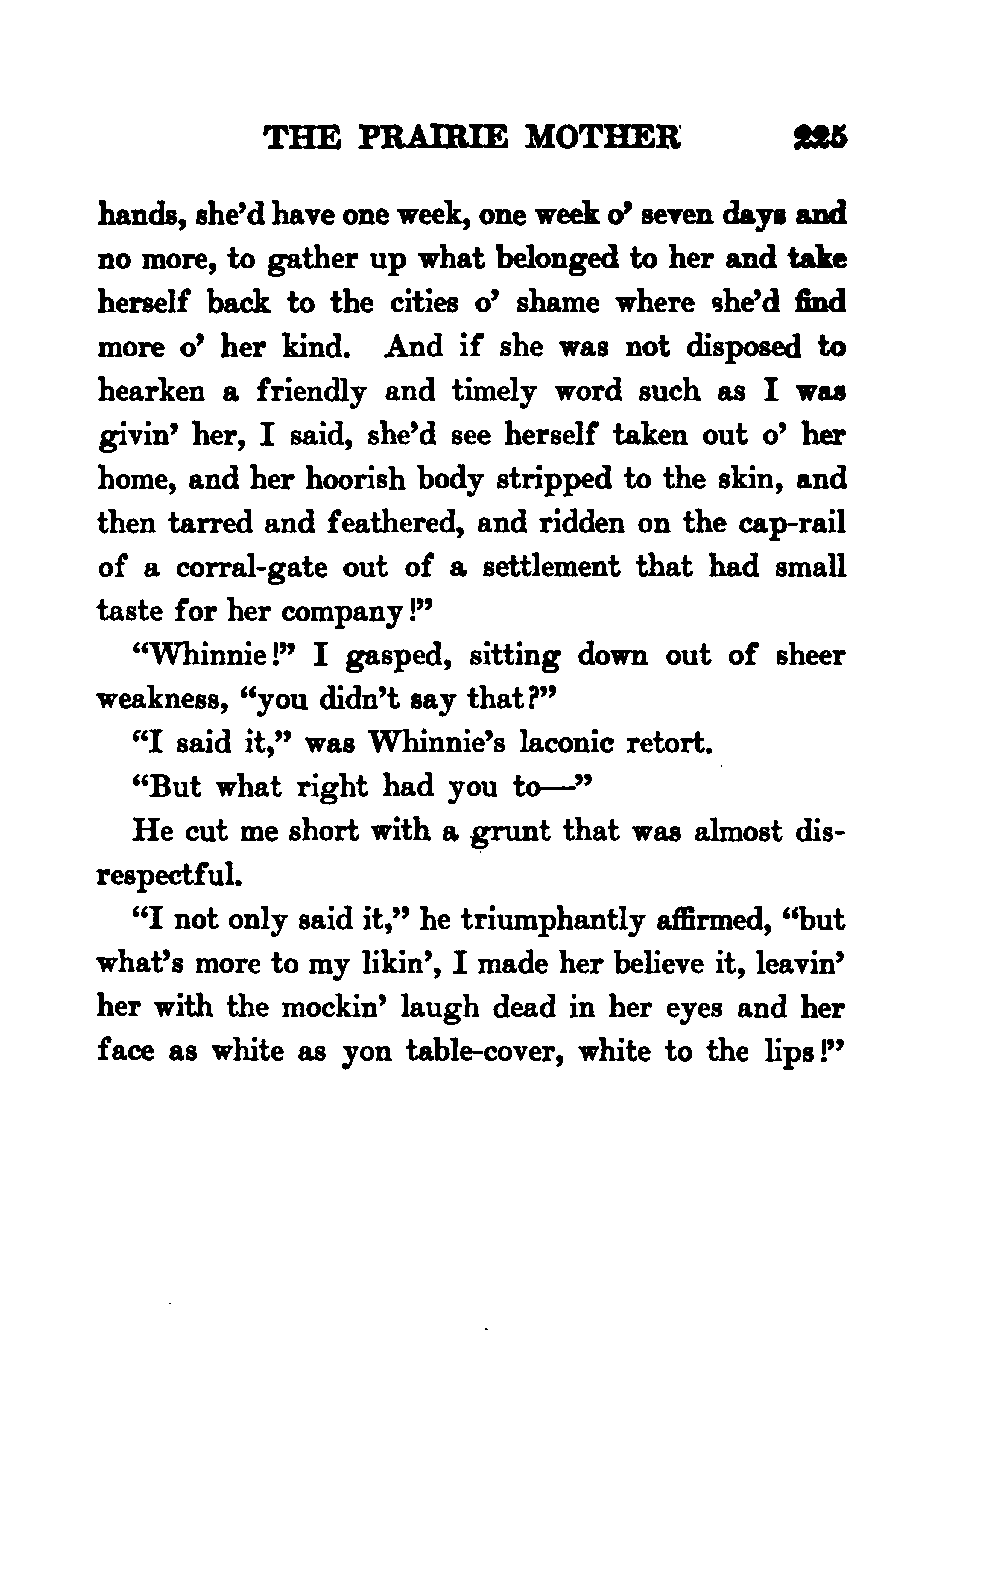 THE PRAIRIE MOTHER 225
hands, she'd have one week, one week o' seven days and
no more, to gather up what belonged to her and take
herself back to the cities o' shame where she'd find
more o' her kind. And if she was not disposed to
hearken a friendly and timely word such as I was
givin' her, I said, she'd see herself taken out o' her
home, and her hoorish body stripped to the skin, and
then tarred and feathered, and ridden on the cap-rail
of a corral-gate out of a settlement that had small
taste for her company!”
“Whinnie!” I gasped, sitting down out of sheer
weakness, “you didn't say that?”
“I said it,” was Whinnie's laconic retort.
“But what right had you to—”
He cut me short with a grunt that was almost dis-
respectful.
“I not only said it,” he triumphantly affirmed, “but
what's more to my likin', I made her believe it, leavin'
her with the mockin' laugh dead in her eyes and her
face as white as yon table-cover, white to the lips!”